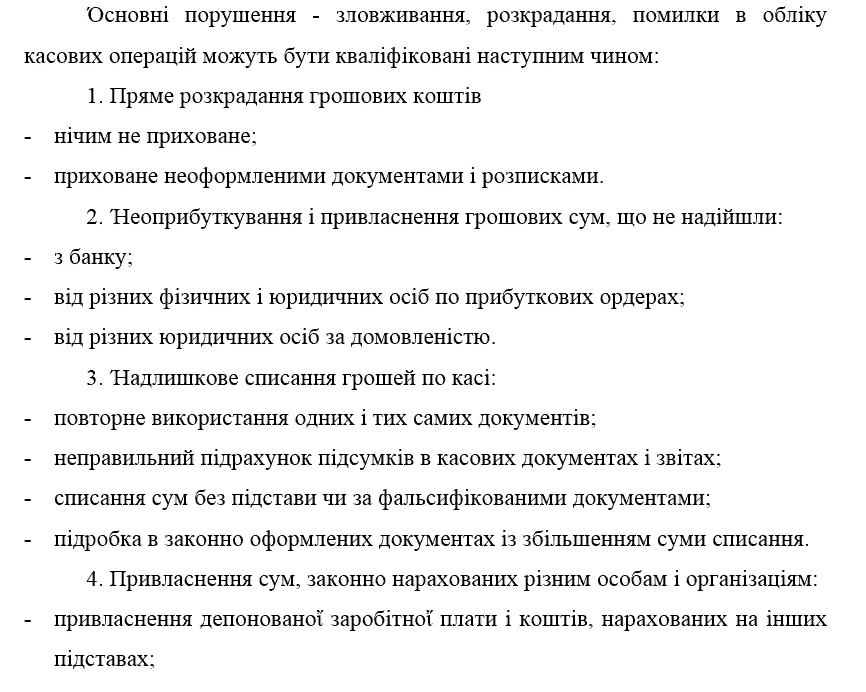 Основні порушення - зловживання, розкрадання, помилки в обліку
касових операцій можуть бути кваліфіковані наступним чином:
1. Пряме розкрадання грошових коштів
- нічим не приховане;
- приховане неоформленими документами і розписками.
2. Неоприбуткування і привласнення грошових сум, що не надійшли:
- з банку;
- від різних фізичних і юридичних осіб по прибуткових ордерах;
- від різних юридичних осіб за домовленістю.
3. Надлишкове списання грошей по касі:
- повторне використання одних і тих самих документів;
- неправильний підрахунок підсумків в касових документах і звітах;
- списання сум без підстави чи за фальсифікованими документами;
- підробка в законно оформлених документах із збільшенням суми списання.
4. Привласнення сум, законно нарахованих різним особам і організаціям:
- привласнення депонованої заробітної плати і коштів, нарахованих на інших
підставах;